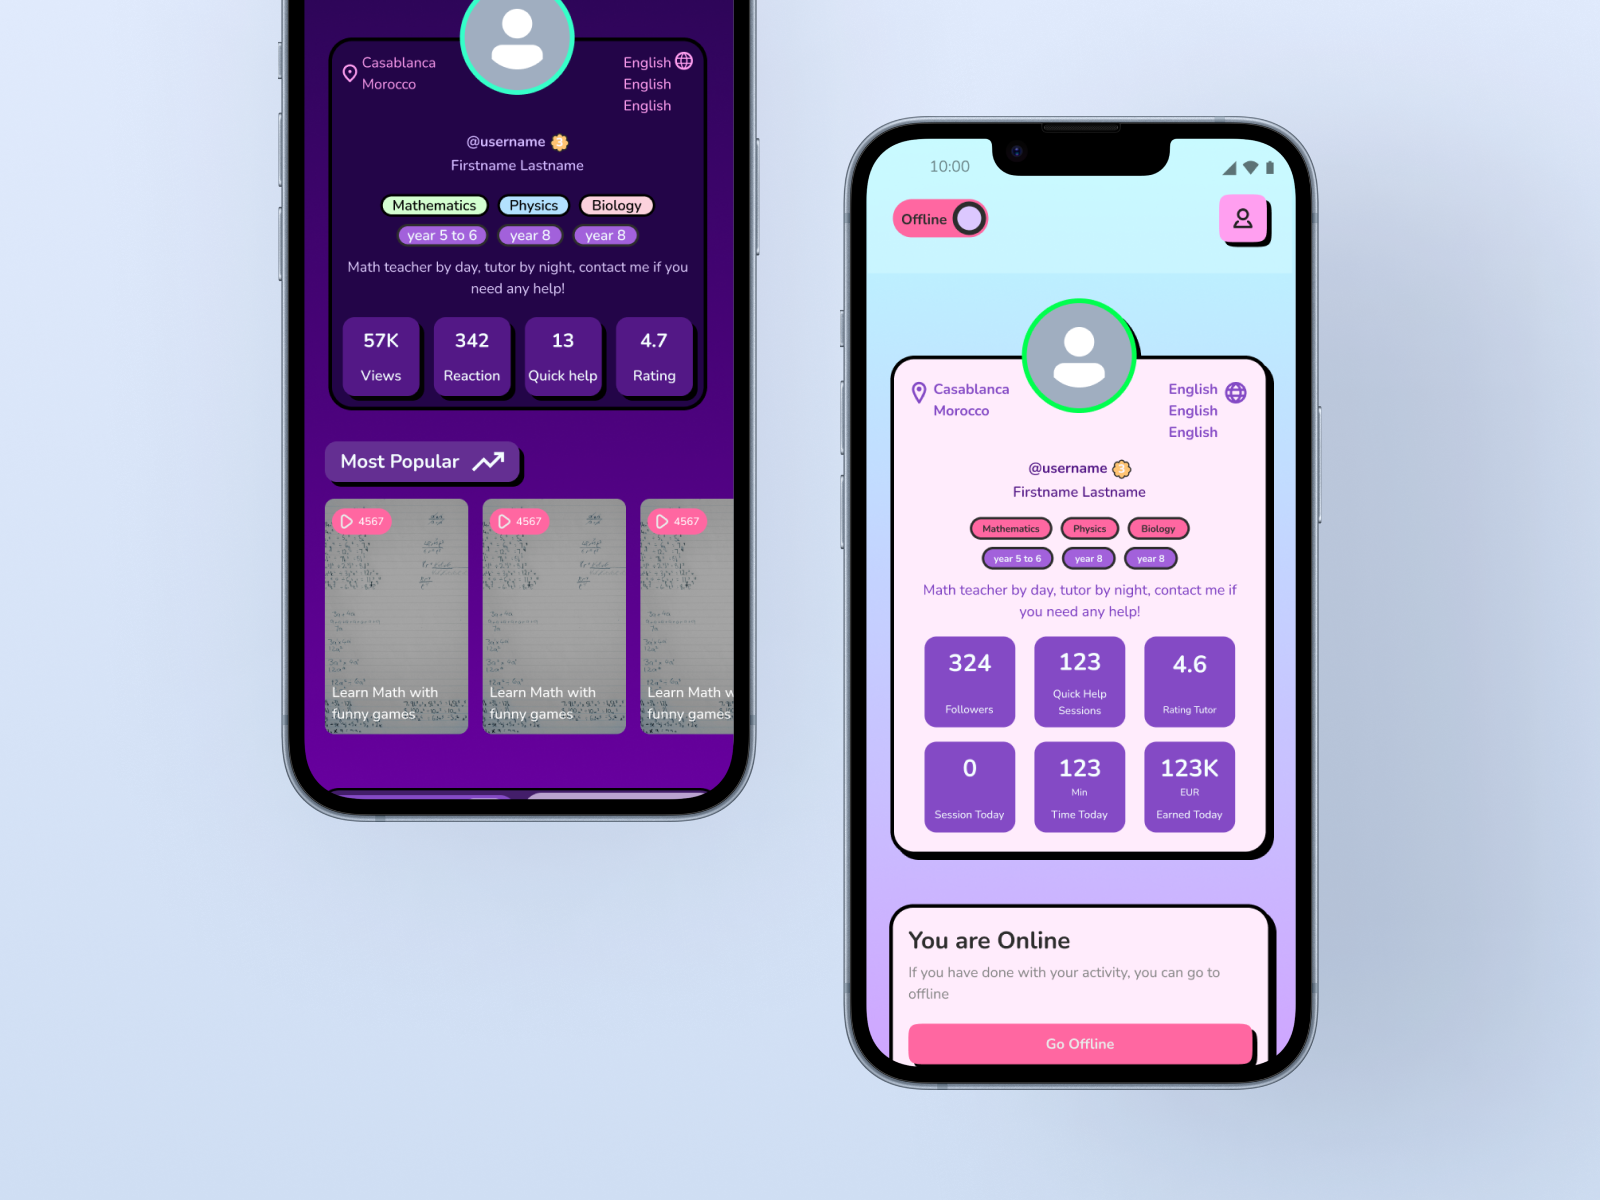 Casablanca
Morocco
English
English
English
@username 3
Firstname Lastname
Mathematics Physics Biology
year 5 to 6 year 8 year 8
Math teacher by day, tutor by night, contact me if you
need any help!
57K 342 13 4.7
Views Reaction Quick help Rating
Most Popular
4567 4567 4567
Learn Math with Learn Math with Learn Math w
funny games funny games funny games
10:00
Offline
Casablanca
Morocco
English
English
English
@username 3
Firstname Lastname
Mathematics Physics Biology
year 5 to 6 year 8 year 8
Math teacher by day, tutor by night, contact me if
you need any help!
324 123 4.6
Followers Quick Help Rating Tutor
Sessions
0 123 123K
Min EUR
Session Today Time Today Earned Today
You are Online
If you have done with your activity, you can go to
offline
Go Offline